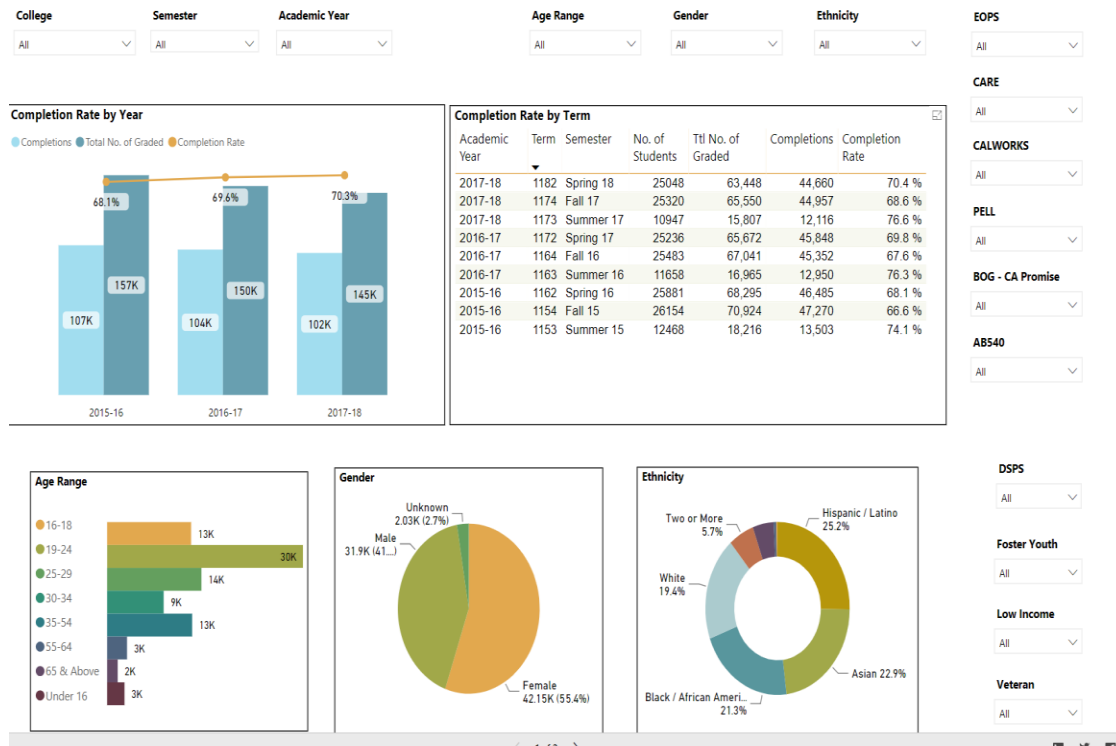 College Semester Academic Year Age Range Gender Ethnicity EOPS
All All All All All All All
CARE
All
CALWORKS
All
PELL
All
BOG - CA Promise
All
AB540
All
Completion Rate by Year
Completions Total No. of Graded Completion Rate
68.1% 69.6% 70.3%
157K 150K 145K
107K 104K 102K
2015-16 2016-17 2017-18
Completion Rate by Term
Academic Term Semester No. of Ttl No. of Completions Completion
Year Students Graded Rate
2017-18 1182 Spring 18 25048 63,448 44,660 70.4 %
2017-18 1174 Fall 17 25320 65,550 44,957 68.6 %
2017-18 1173 Summer 17 10947 15,807 12,116 76.6 %
2016-17 1172 Spring 17 25236 65,672 45,848 69.8 %
2016-17 1164 Fall 16 25483 67,041 45,352 67.6 %
2016-17 1163 Summer 16 11658 16,965 12,950 76.3 %
2015-16 1162 Spring 16 25881 68,295 46,485 68.1 %
2015-16 1154 Fall 15 26154 70,924 47,270 66.6 %
2015-16 1153 Summer 15 12468 18,216 13,503 74.1 %
Age Range
16-18 13K
19-24 30K
25-29 14K
30-34 9K
35-54 13K
55-64 3K
65 & Above 2K
Under 16 3K
Gender
Unknown
2.03K (2.7%)
Male
31.9K (41...)
Female
42.15K (55.4%)
Ethnicity
Hispanic / Latino
25.2%
Two or More
5.7%
White
19.4%
Asian 22.9%
Black / African Ameri...
21.3%
DSPS
All
Foster Youth
All
Low Income
All
Veteran
All